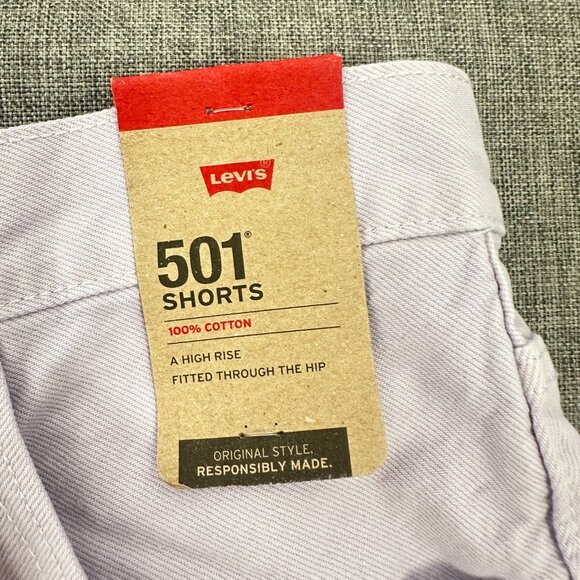 LEVI'S®
501®
SHORTS
100% COTTON
A HIGH RISE
FITTED THROUGH THE HIP
ORIGINAL STYLE.
RESPONSIBLY MADE.